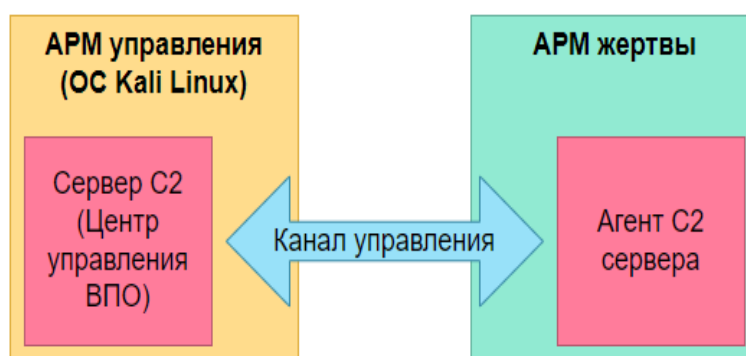 АРМ управления
(ОС Kali Linux)
АРМ жертвы
Сервер С2
(Центр
управления
ВПО)
Канал управления
Агент С2
сервера